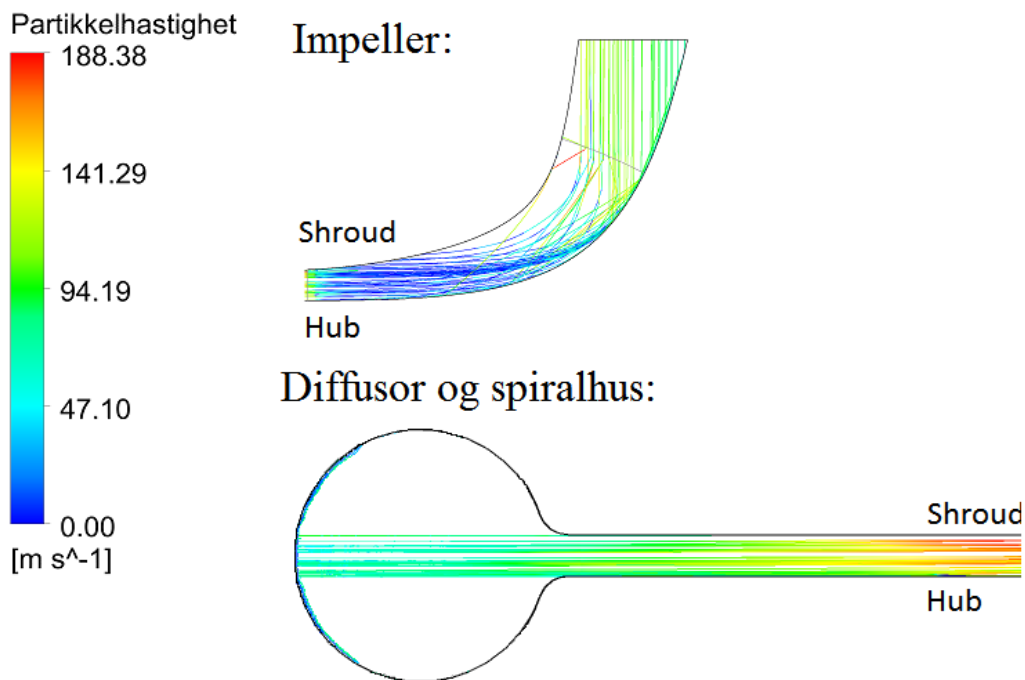 Partikkelhastighet
188.38
141.29
94.19
47.10
0.00
[m s^-1]
Impeller:
Shroud
Hub
Diffusor og spiralhus:
Shroud
Hub